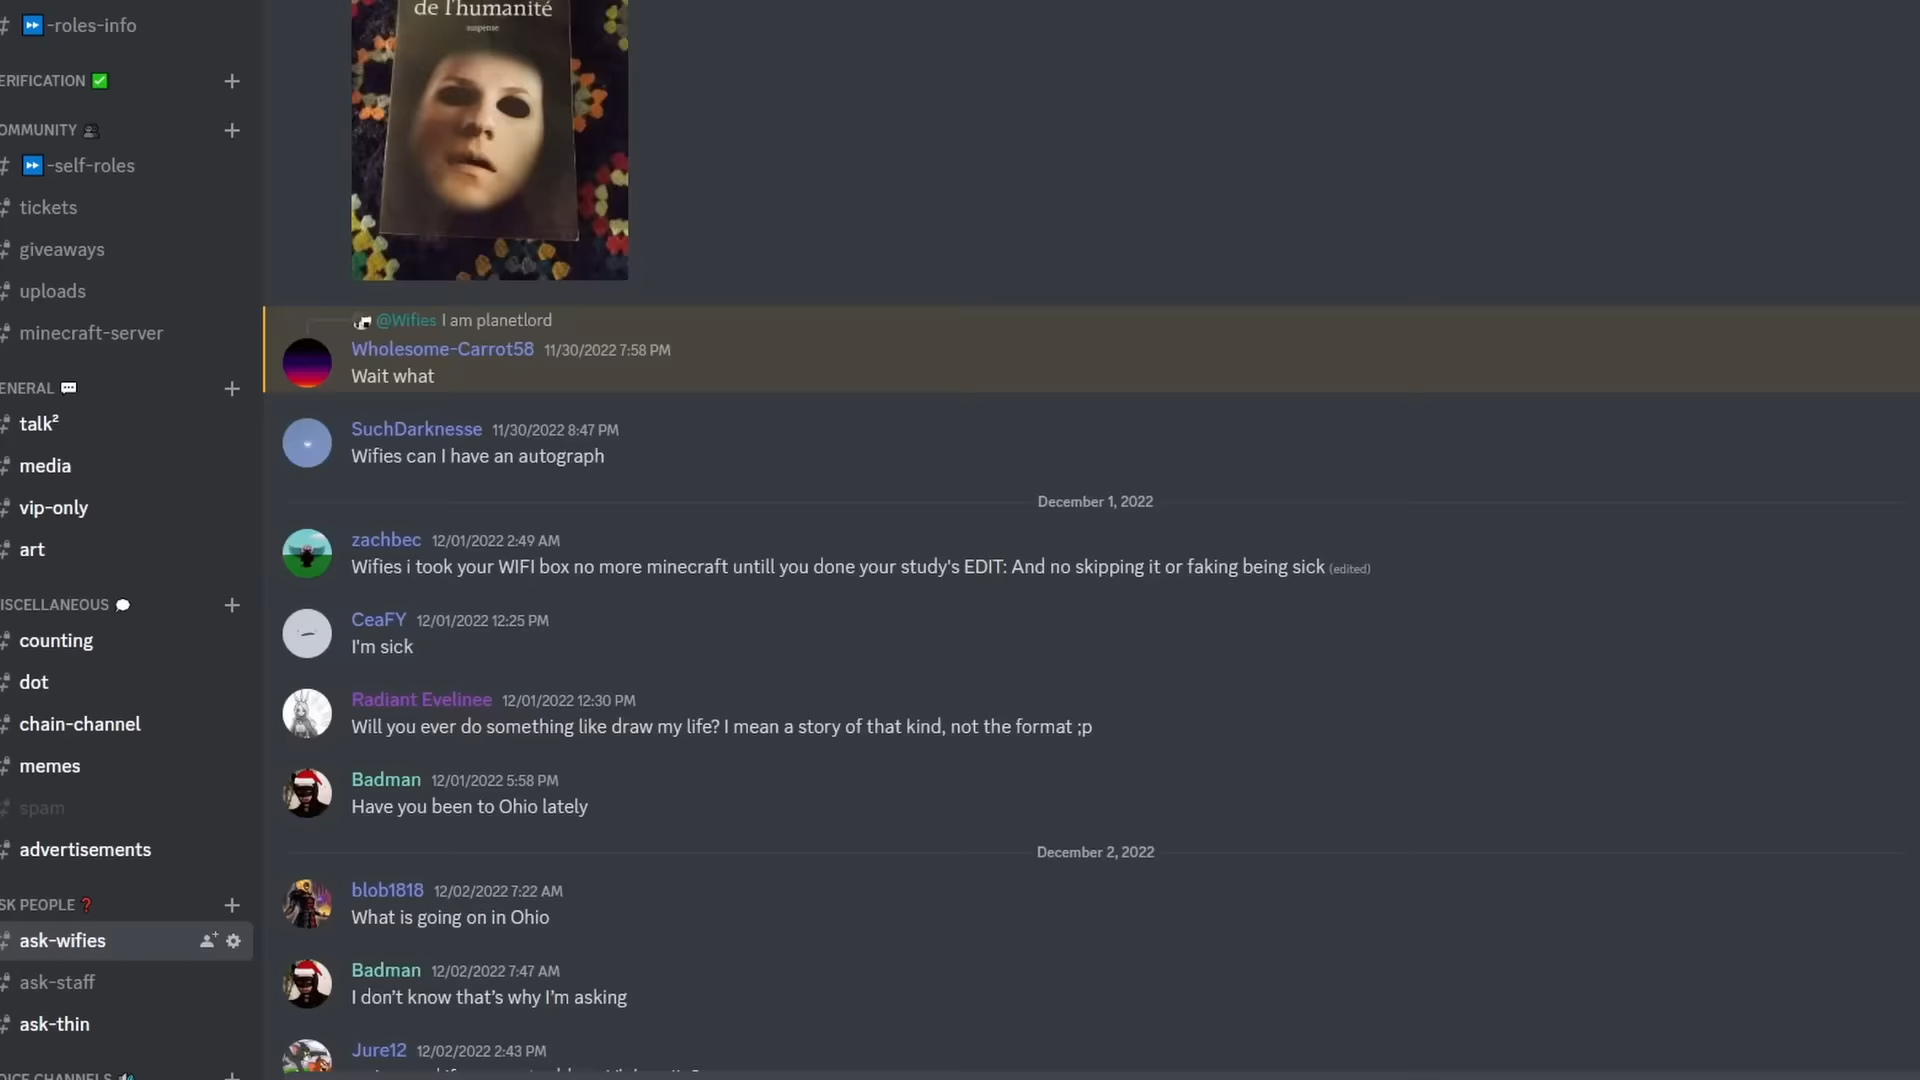 -roles-info
ERIFICATION
OMMUNITY
-self-roles
tickets
giveaways
uploads
minecraft-server
ENERAL
talk²
media
vip-only
art
ISCELLANEOUS
counting
dot
chain-channel
memes
spam
advertisements
SK PEOPLE
ask-wifies
ask-staff
ask-thin
OICE CHANNELS
de l'humanité
suspense
@Wifies I am planetlord
Wholesome-Carrot58 11/30/2022 7:58 PM
Wait what
SuchDarknesse 11/30/2022 8:47 PM
Wifies can I have an autograph
December 1, 2022
zachbec 12/01/2022 2:49 AM
Wifies i took your WIFI box no more minecraft untill you done your study's EDIT: And no skipping it or faking being sick (edited)
CeaFY 12/01/2022 12:25 PM
I'm sick
Radiant Evelinee 12/01/2022 12:30 PM
Will you ever do something like draw my life? I mean a story of that kind, not the format ;p
Badman 12/01/2022 5:58 PM
Have you been to Ohio lately
December 2, 2022
blob1818 12/02/2022 7:22 AM
What is going on in Ohio
Badman 12/02/2022 7:47 AM
I don't know that's why I'm asking
Jure12 12/02/2022 2:43 PM